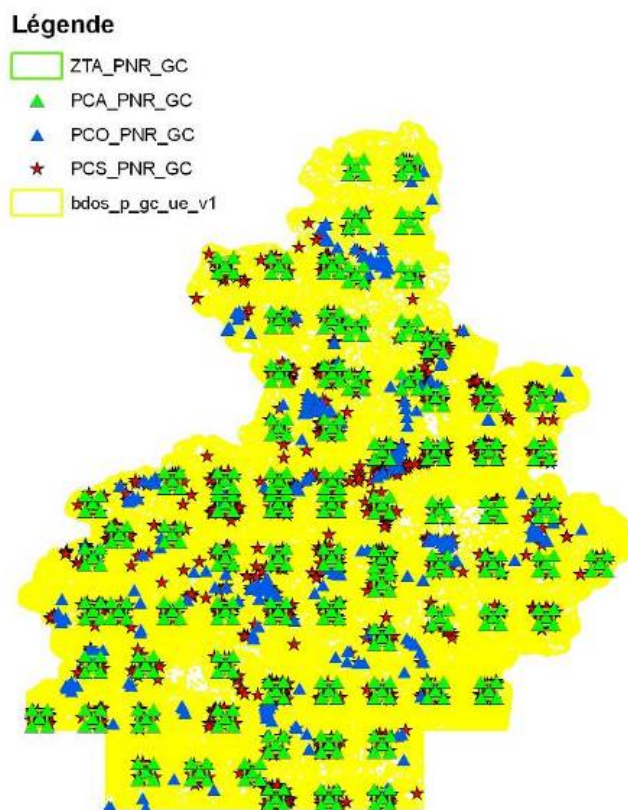 Légende
ZTA_PNR_GC
PCA_PNR_GC
PCO_PNR_GC
PCS_PNR_GC
bdos_p_gc_ue_v1